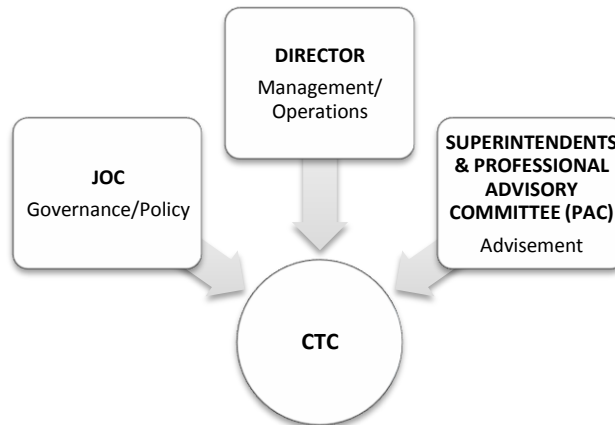 DIRECTOR
Management/
Operations
JOC
Governance/Policy
SUPERINTENDENTS
& PROFESSIONAL
ADVISORY
COMMITTEE (PAC)
Advisement
CTC